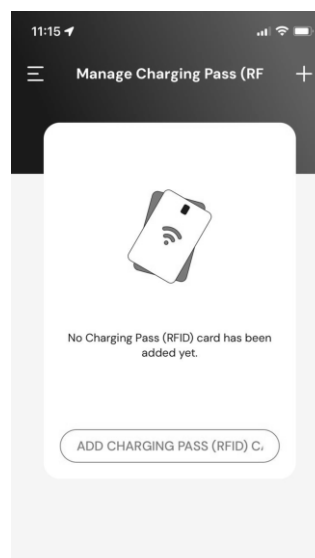 11:15
Manage Charging Pass (RF
No Charging Pass (RFID) card has been
added yet.
ADD CHARGING PASS (RFID) C